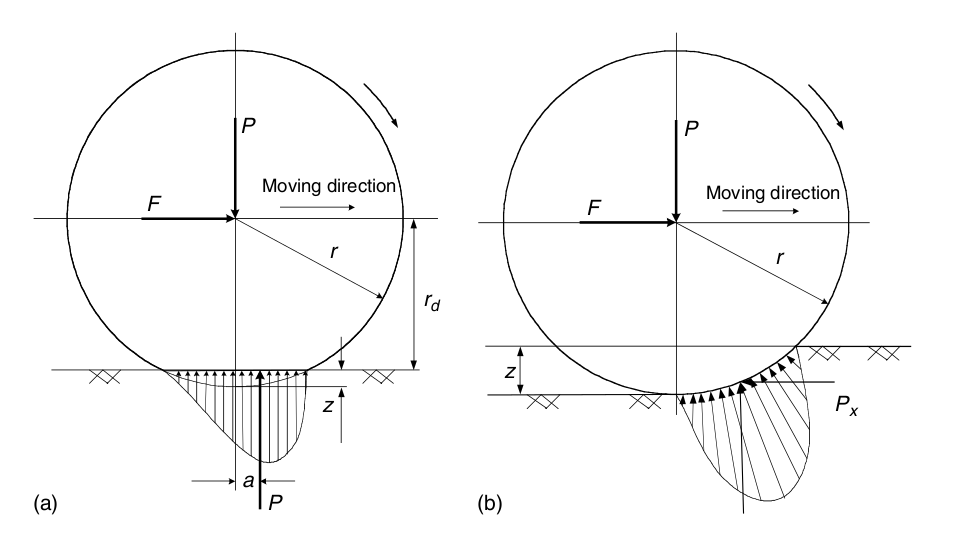 P
F
Moving direction
r
r_d
z
a
P
(a)
P
F
Moving direction
r
z
P_x
(b)